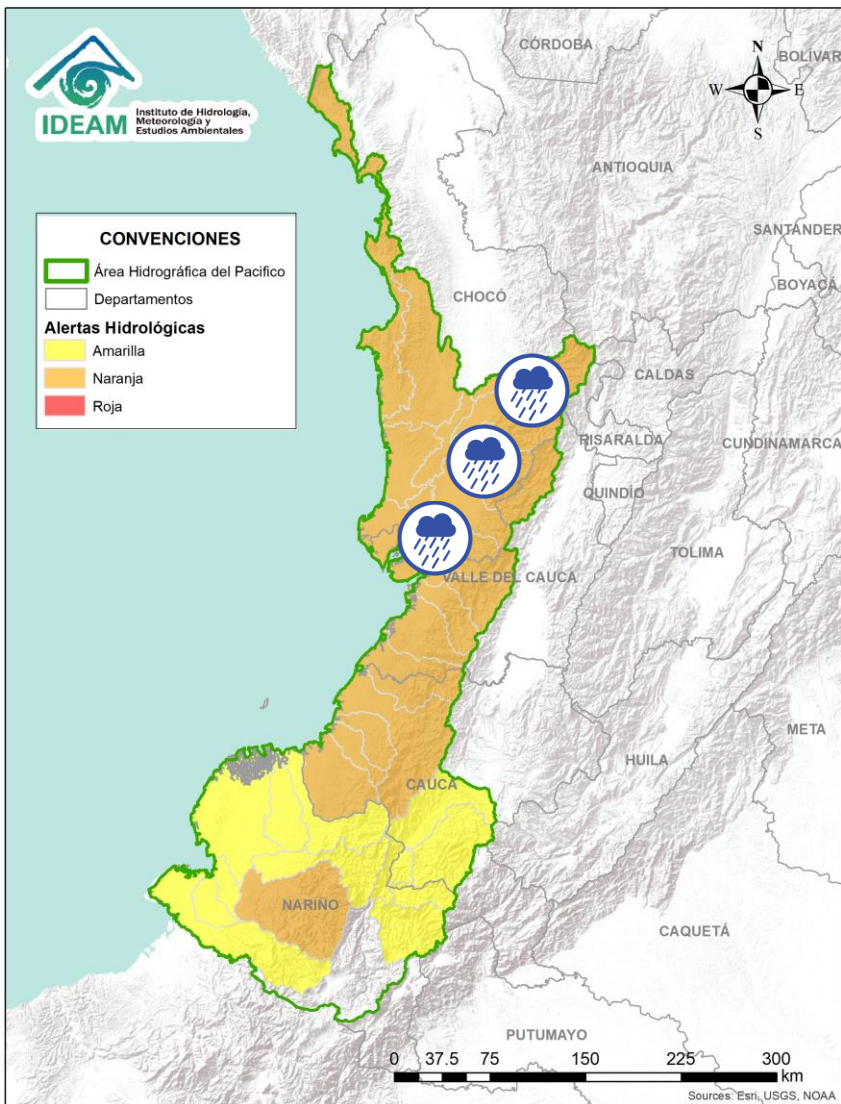 IDEAM
Instituto de Hidrología,
Meteorología y
Estudios Ambientales
CÓRDOBA
BOLÍVAR
N
W
E
S
ANTIOQUIA
SANTANDER
BOYACÁ
CONVENCIONES
Área Hidrográfica del Pacifico
Departamentos
Alertas Hidrológicas
Amarilla
Naranja
Roja
CHOCÓ
CALDAS
RISARALDA
CUNDINAMARCA
QUINDÍO
TOLIMA
VALLE DEL CAUCA
META
HUILA
CAUCA
NARIÑO
CAQUETÁ
PUTUMAYO
0 37.5 75 150 225 300
km
Sources: Esri, USGS, NOAA